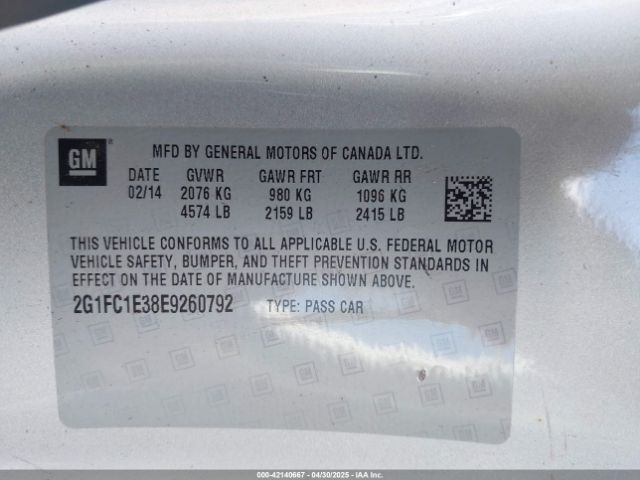 GM
MFD BY GENERAL MOTORS OF CANADA LTD.
DATE GVWR GAWR FRT GAWR RR
02/14 2076 KG 980 KG 1096 KG
4574 LB 2159 LB 2415 LB
THIS VEHICLE CONFORMS TO ALL APPLICABLE U.S. FEDERAL MOTOR
VEHICLE SAFETY, BUMPER, AND THEFT PREVENTION STANDARDS IN
EFFECT ON THE DATE OF MANUFACTURE SHOWN ABOVE.
2G1FC1E38E9260792 TYPE: PASS CAR
000-42140667 - 04/30/2025 - IAA Inc.